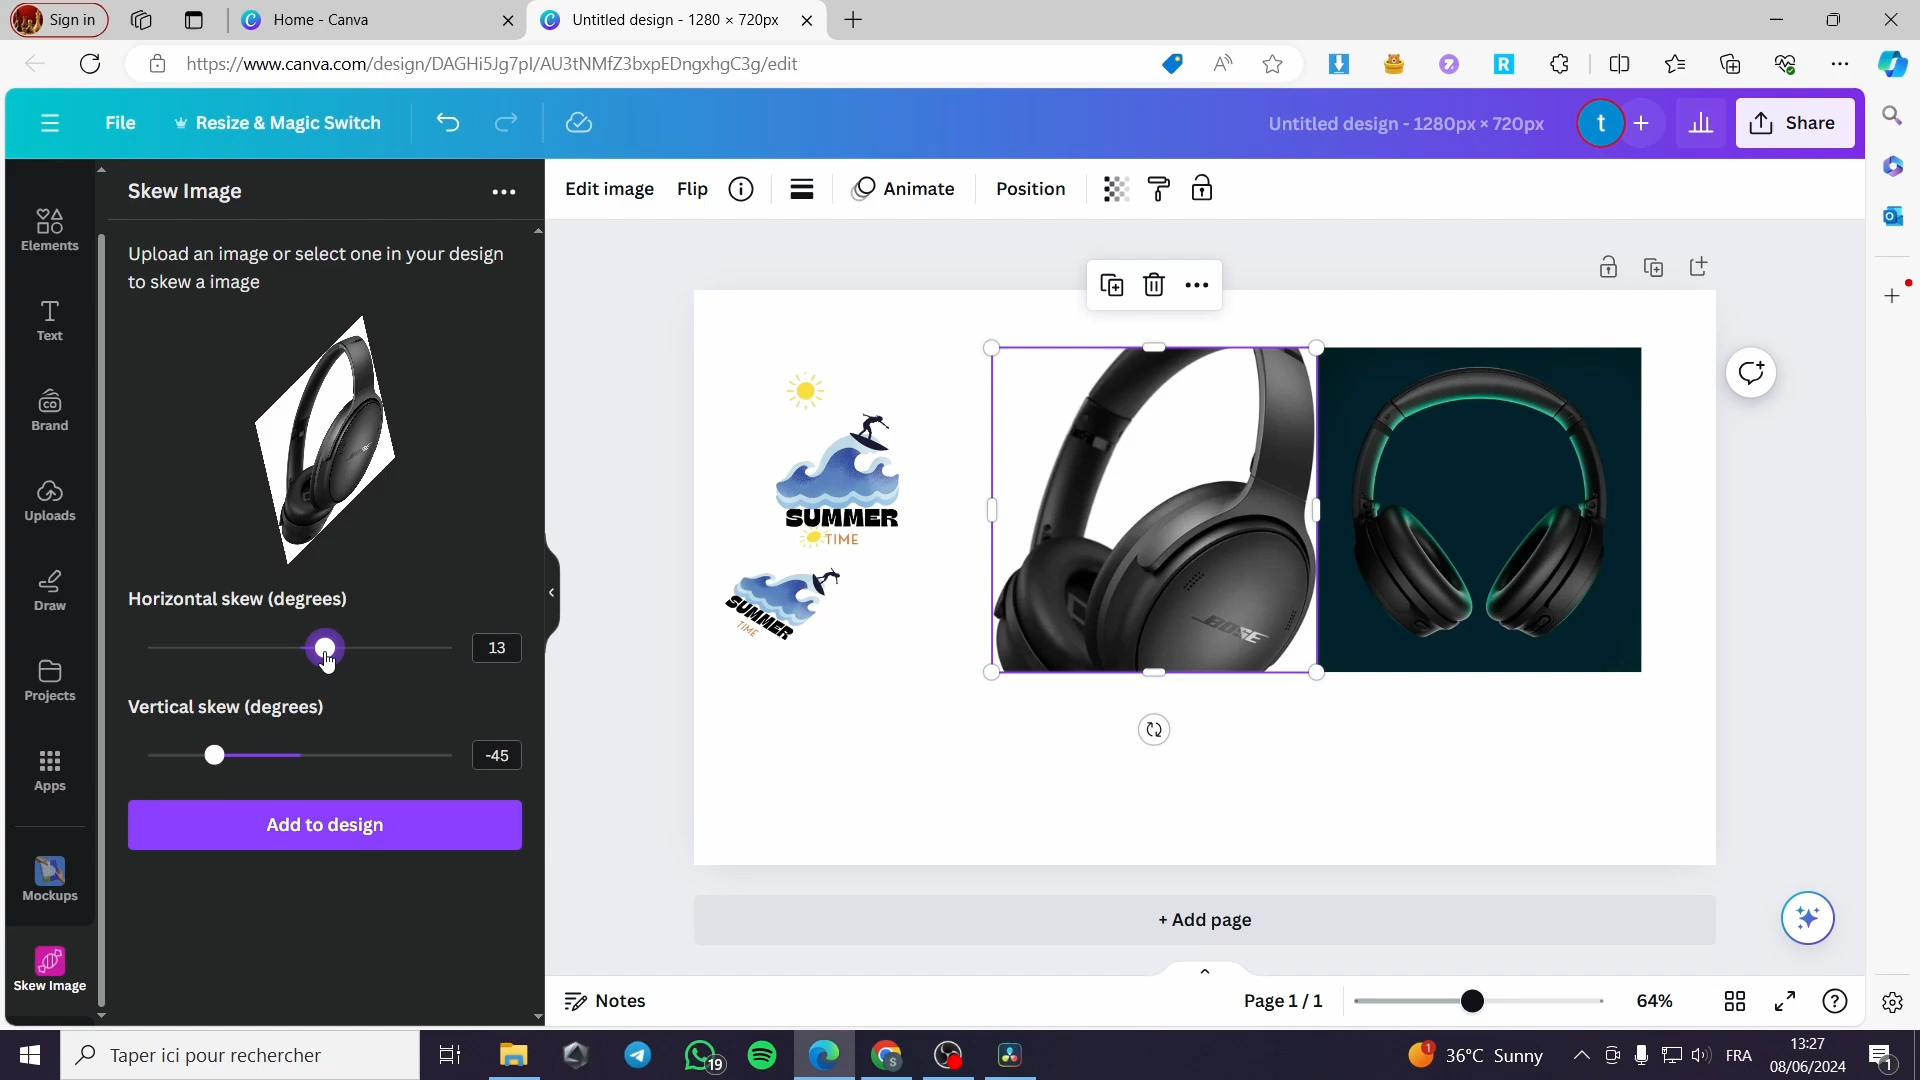 Sign in
Home - Canva
Untitled design - 1280 × 720px
https://www.canva.com/design/DAGHi5Jg7pI/AU3tNMfZ3bxpEDngxhgC3g/edit
File
Resize & Magic Switch
Untitled design - 1280px × 720px
t
Share
Skew Image
Edit image
Flip
Animate
Position
Elements
Text
Brand
Uploads
Draw
Projects
Apps
Mockups
Skew Image
Upload an image or select one in your design
to skew a image
Horizontal skew (degrees)
13
Vertical skew (degrees)
-45
Add to design
SUMMER
TIME
SUMMER
TIME
BOSE
+ Add page
Notes
Page 1 / 1
64%
Taper ici pour rechercher
19
1
36°C Sunny
FRA
13:27
08/06/2024
1